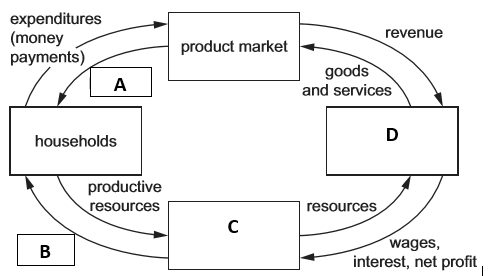 expenditures
(money
payments)
product market
revenue
A
goods
and services
households
D
productive
resources
C
resources
B
wages,
interest, net profit